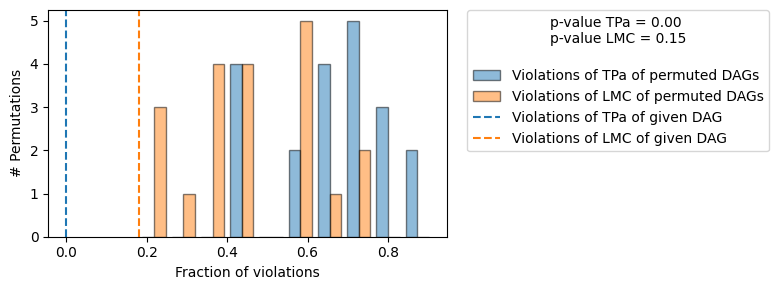 p-value TPa = 0.00
p-value LMC = 0.15
Violations of TPa of permuted DAGs
Violations of LMC of permuted DAGs
Violations of TPa of given DAG
Violations of LMC of given DAG
# Permutations
5
4
3
2
1
0
0.0 0.2 0.4 0.6 0.8
Fraction of violations